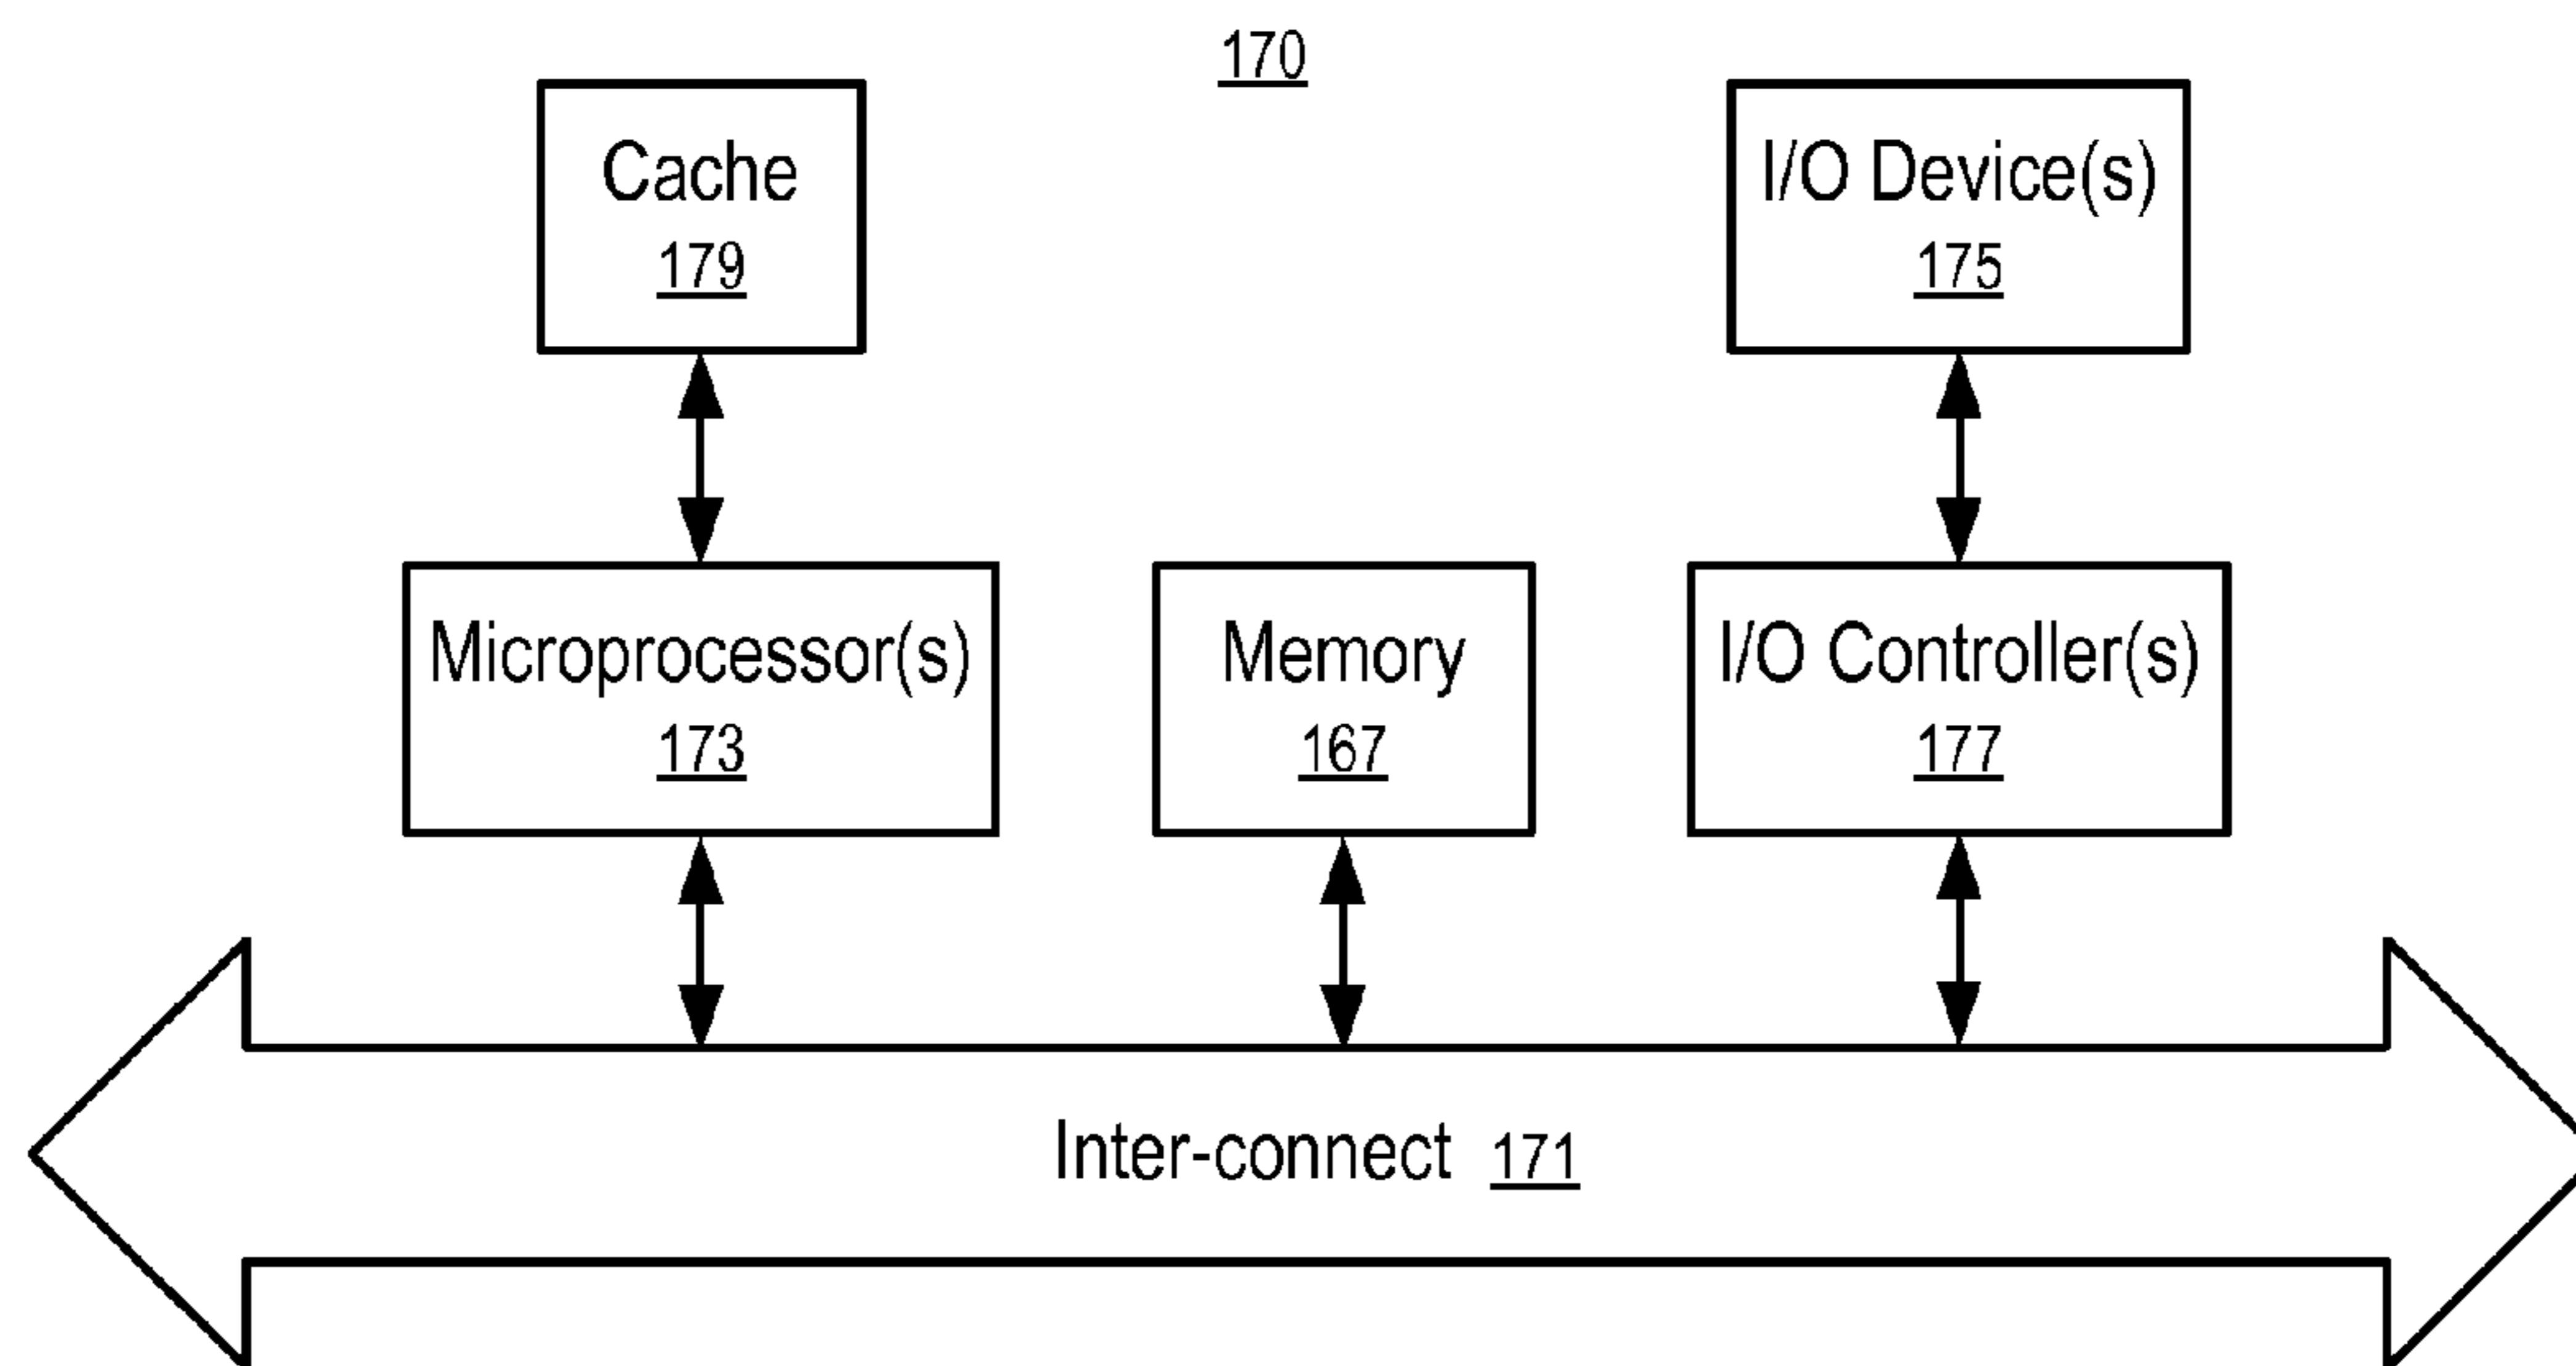 170
Cache
179
I/O Device(s)
175
Microprocessor(s)
173
Memory
167
I/O Controller(s)
177
Inter-connect 171